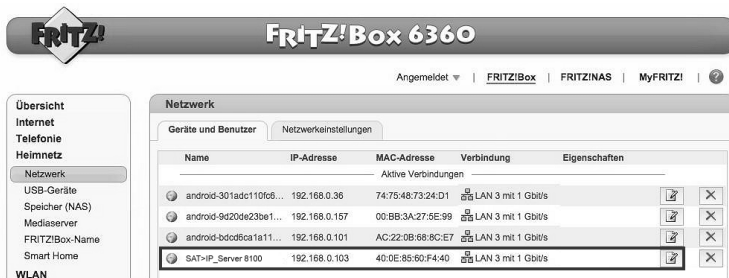 FRITZ!
FRITZ!Box 6360
Angemeldet | FRITZ!Box | FRITZ!NAS | MyFRITZ! | ?
Übersicht
Internet
Telefonie
Heimnetz
Netzwerk
USB-Geräte
Speicher (NAS)
Mediaserver
FRITZ!Box-Name
Smart Home
WLAN
Netzwerk
Geräte und Benutzer Netzwerkeinstellungen
Name IP-Adresse MAC-Adresse Verbindung Eigenschaften
Aktive Verbindungen
android-301adc110fc6... 192.168.0.36 74:75:48:73:24:D1 LAN 3 mit 1 Gbit/s
android-9d20de23be1... 192.168.0.157 00:BB:3A:27:5E:99 LAN 3 mit 1 Gbit/s
android-bdcd6ca1a11... 192.168.0.101 AC:22:0B:68:8C:E7 LAN 3 mit 1 Gbit/s
SAT>IP_Server 8100 192.168.0.103 40:0E:85:60:F4:40 LAN 3 mit 1 Gbit/s